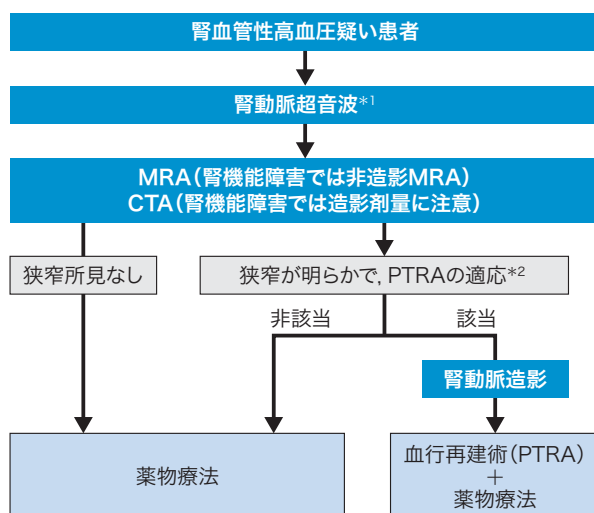 腎血管性高血圧疑い患者
腎動脈超音波*1
MRA(腎機能障害では非造影MRA)
CTA(腎機能障害では造影剤量に注意)
狭窄所見なし
狭窄が明らかで, PTRAの適応*2
非該当
該当
腎動脈造影
薬物療法
血行再建術(PTRA)
+
薬物療法